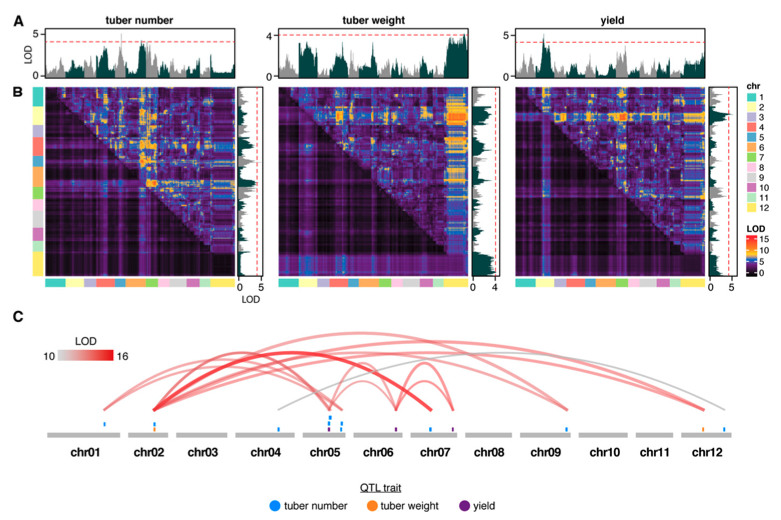 A
tuber number
tuber weight
yield
LOD
5
0
4
0
5
0
B
chr
1
2
3
4
5
6
7
8
9
10
11
12
LOD
15
10
5
0
0 5
LOD
0 4
0 5
C
LOD
10 16
chr01 chr02 chr03 chr04 chr05 chr06 chr07 chr08 chr09 chr10 chr11 chr12
QTL trait
tuber number tuber weight yield